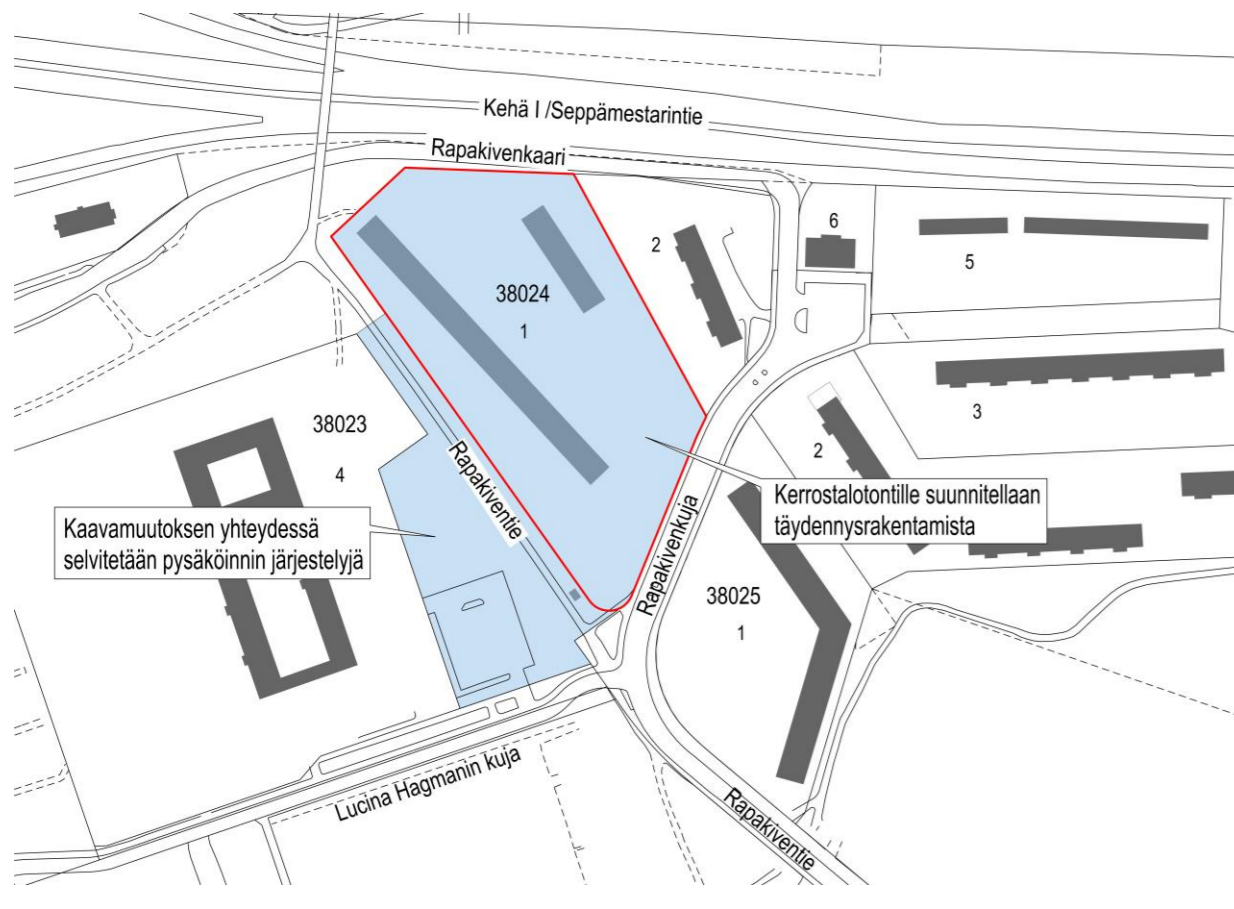 Kehä I /Seppämestarintie
Rapakivenkaari
6
2
5
38024
1
3
38023
4
2
Rapakiventie
Kerrostalotontille suunnitellaan
täydennysrakentamista
Kaavamuutoksen yhteydessä
selvitetään pysäköinnin järjestelyjä
Rapakivenkuja
38025
1
Lucina Hagmanin kuja
Rapakiventie